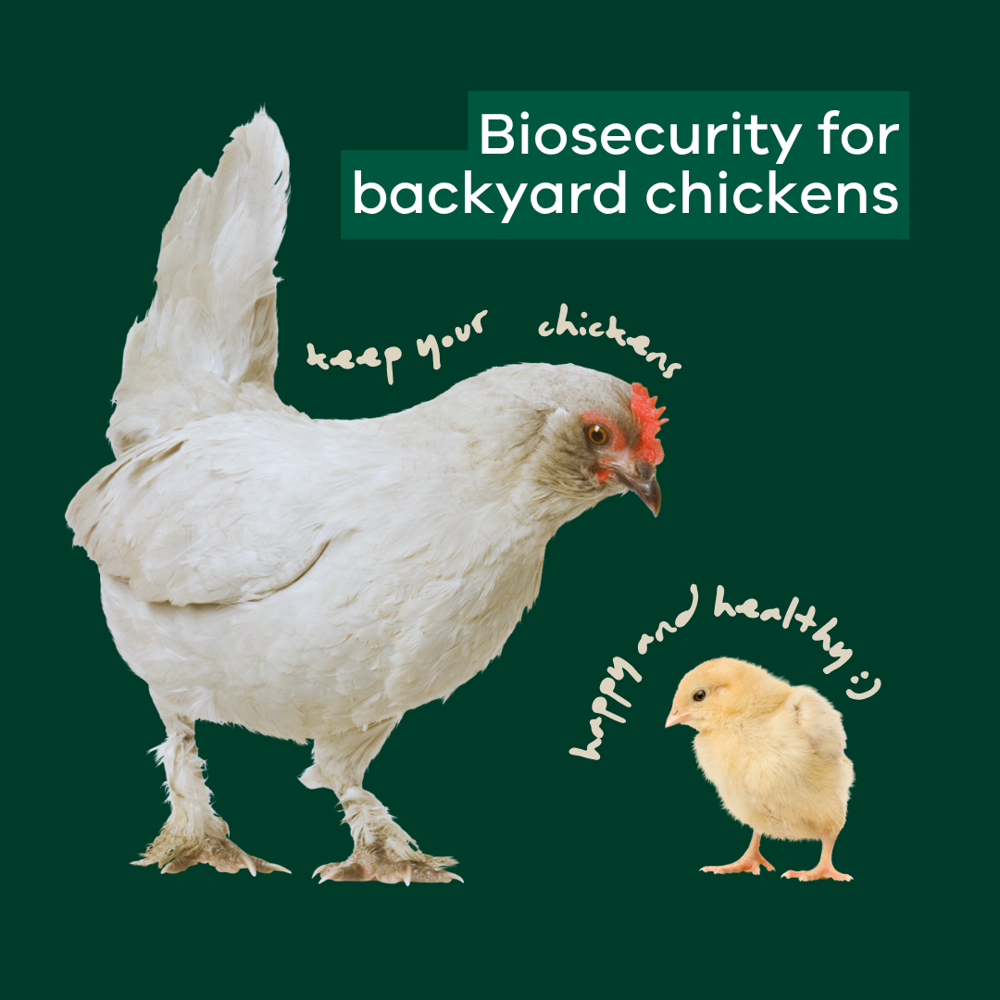 Biosecurity for
backyard chickens
keep your chickens
happy and healthy :)